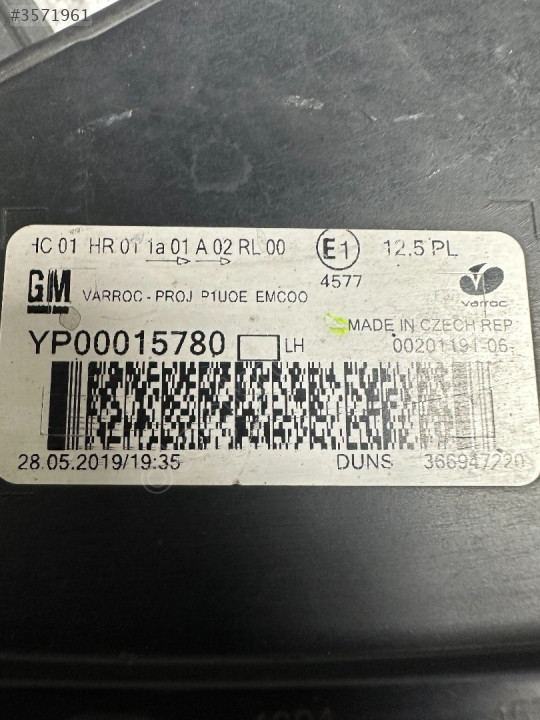 #3571961
HC 01 HR 01 1a 01 A 02 RL 00 E1 12.5 PL
4577
GM VARROC - PROJ P1UOE EMCOO varroc
MADE IN CZECH REP
YP00015780 LH 00201191-06-
28.05.2019/19:35 DUNS 366947220